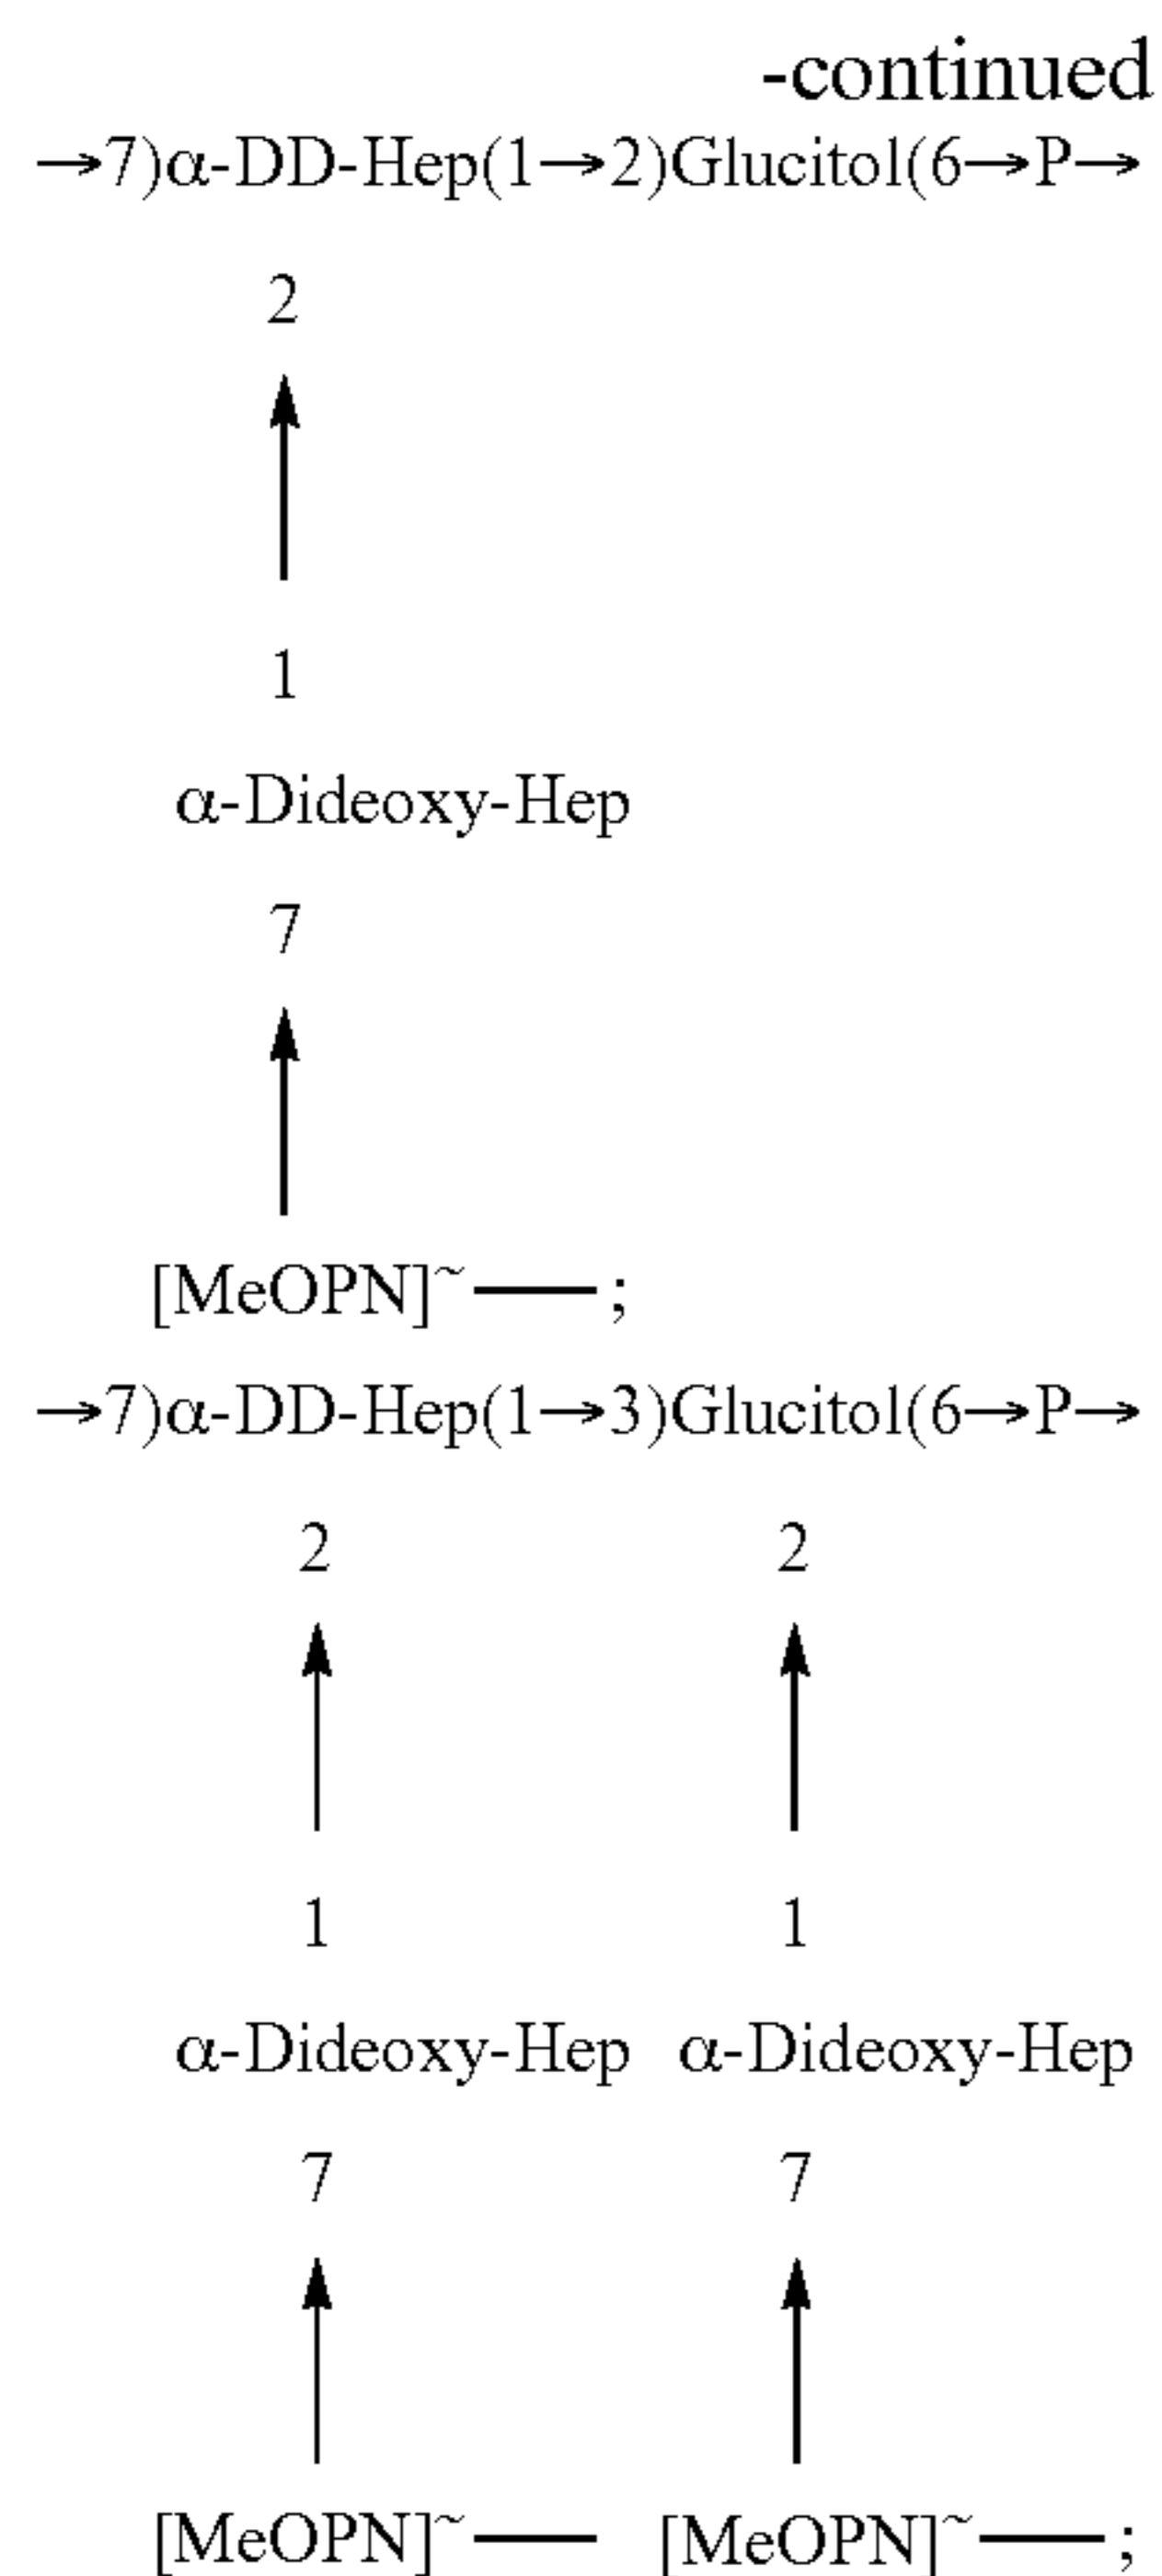 -continued
→7)α-DD-Hep(1→2)Glucitol(6→P→
2
1
α-Dideoxy-Hep
7
[MeOPN]~—;
→7)α-DD-Hep(1→3)Glucitol(6→P→
2 2
1 1
α-Dideoxy-Hep α-Dideoxy-Hep
7 7
[MeOPN]~— [MeOPN]~—;